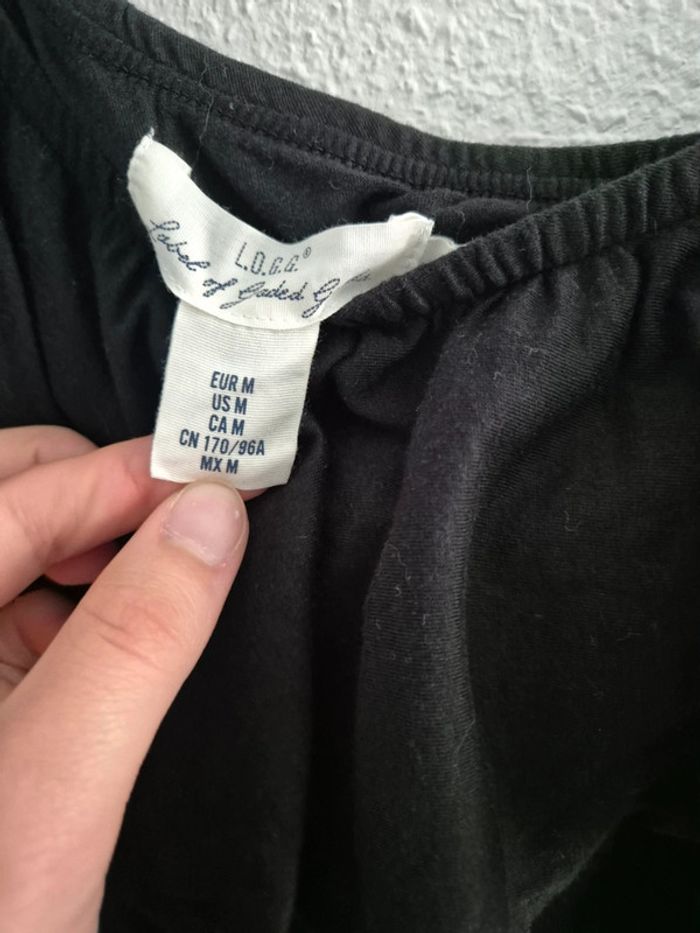 L.O.G.G.®
Label of Graded
EUR M
US M
CA M
CN 170/96A
MX M